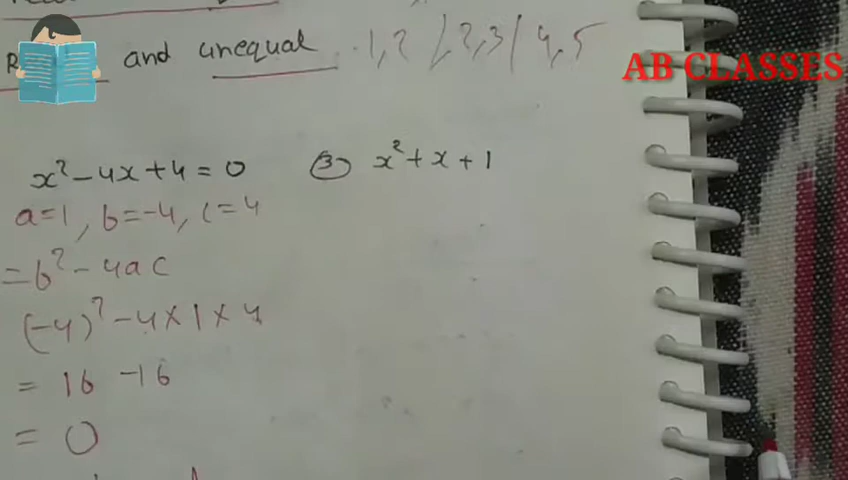 and unequal 1,2 / 2,3 / 4,5
AB CLASSES
x² - 4x + 4 = 0 ③ x² + x + 1
a=1, b=-4, c=4
= b² - 4ac
(-4)² - 4 × 1 × 4
= 16 - 16
= 0